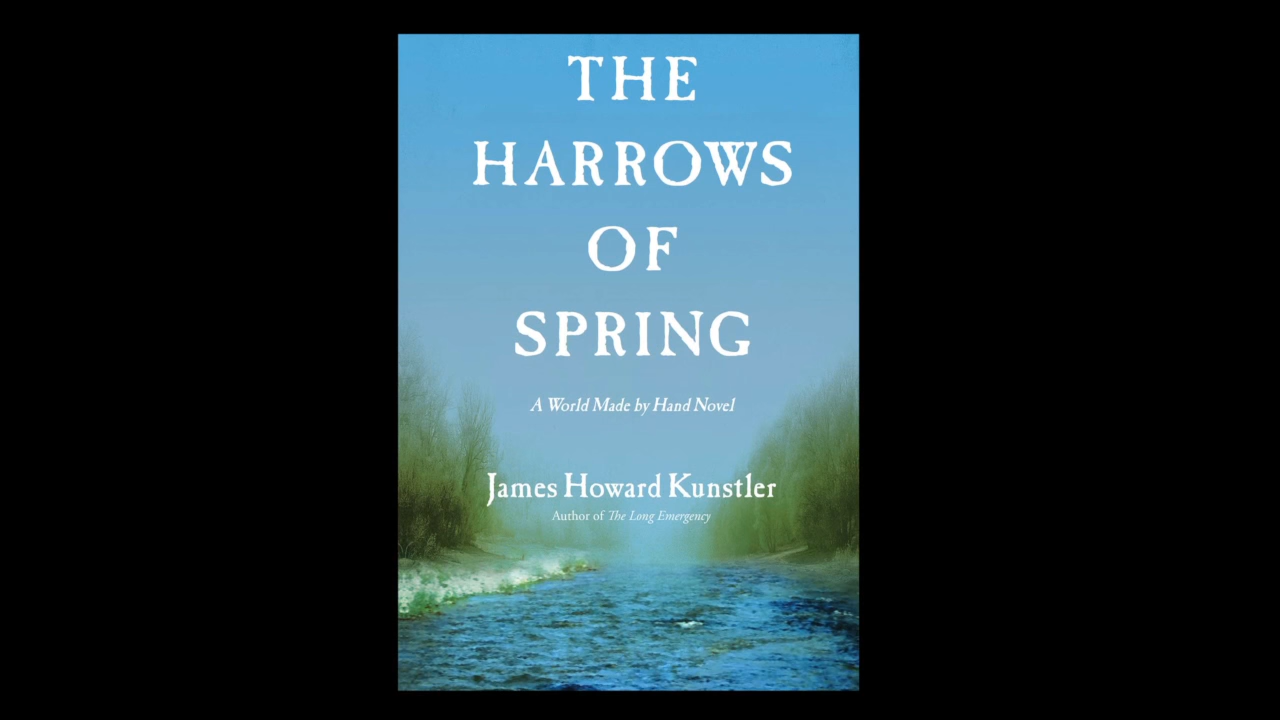 THE
HARROWS
OF
SPRING
A World Made by Hand Novel
James Howard Kunstler
Author of The Long Emergency